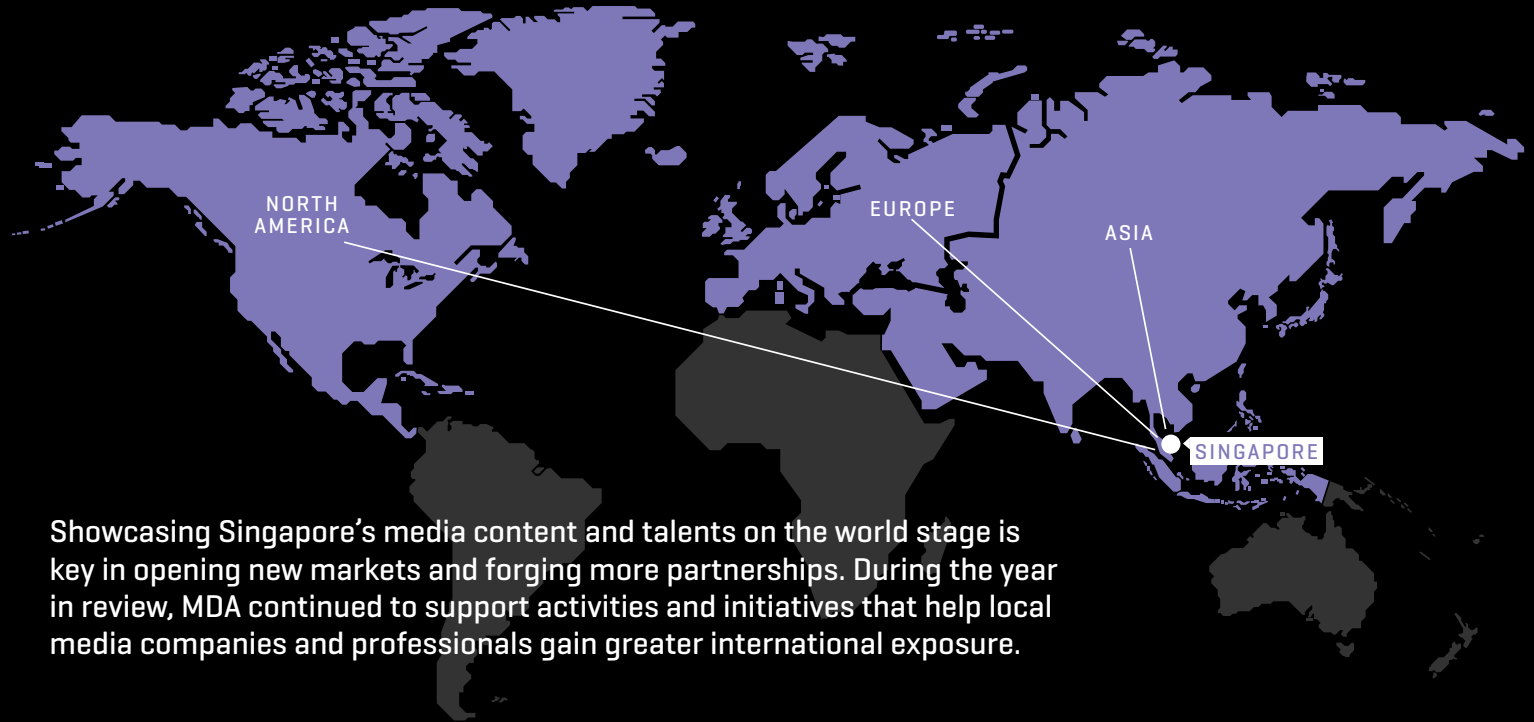 NORTH
AMERICA
EUROPE
ASIA
SINGAPORE
Showcasing Singapore’s media content and talents on the world stage is
key in opening new markets and forging more partnerships. During the year
in review, MDA continued to support activities and initiatives that help local
media companies and professionals gain greater international exposure.